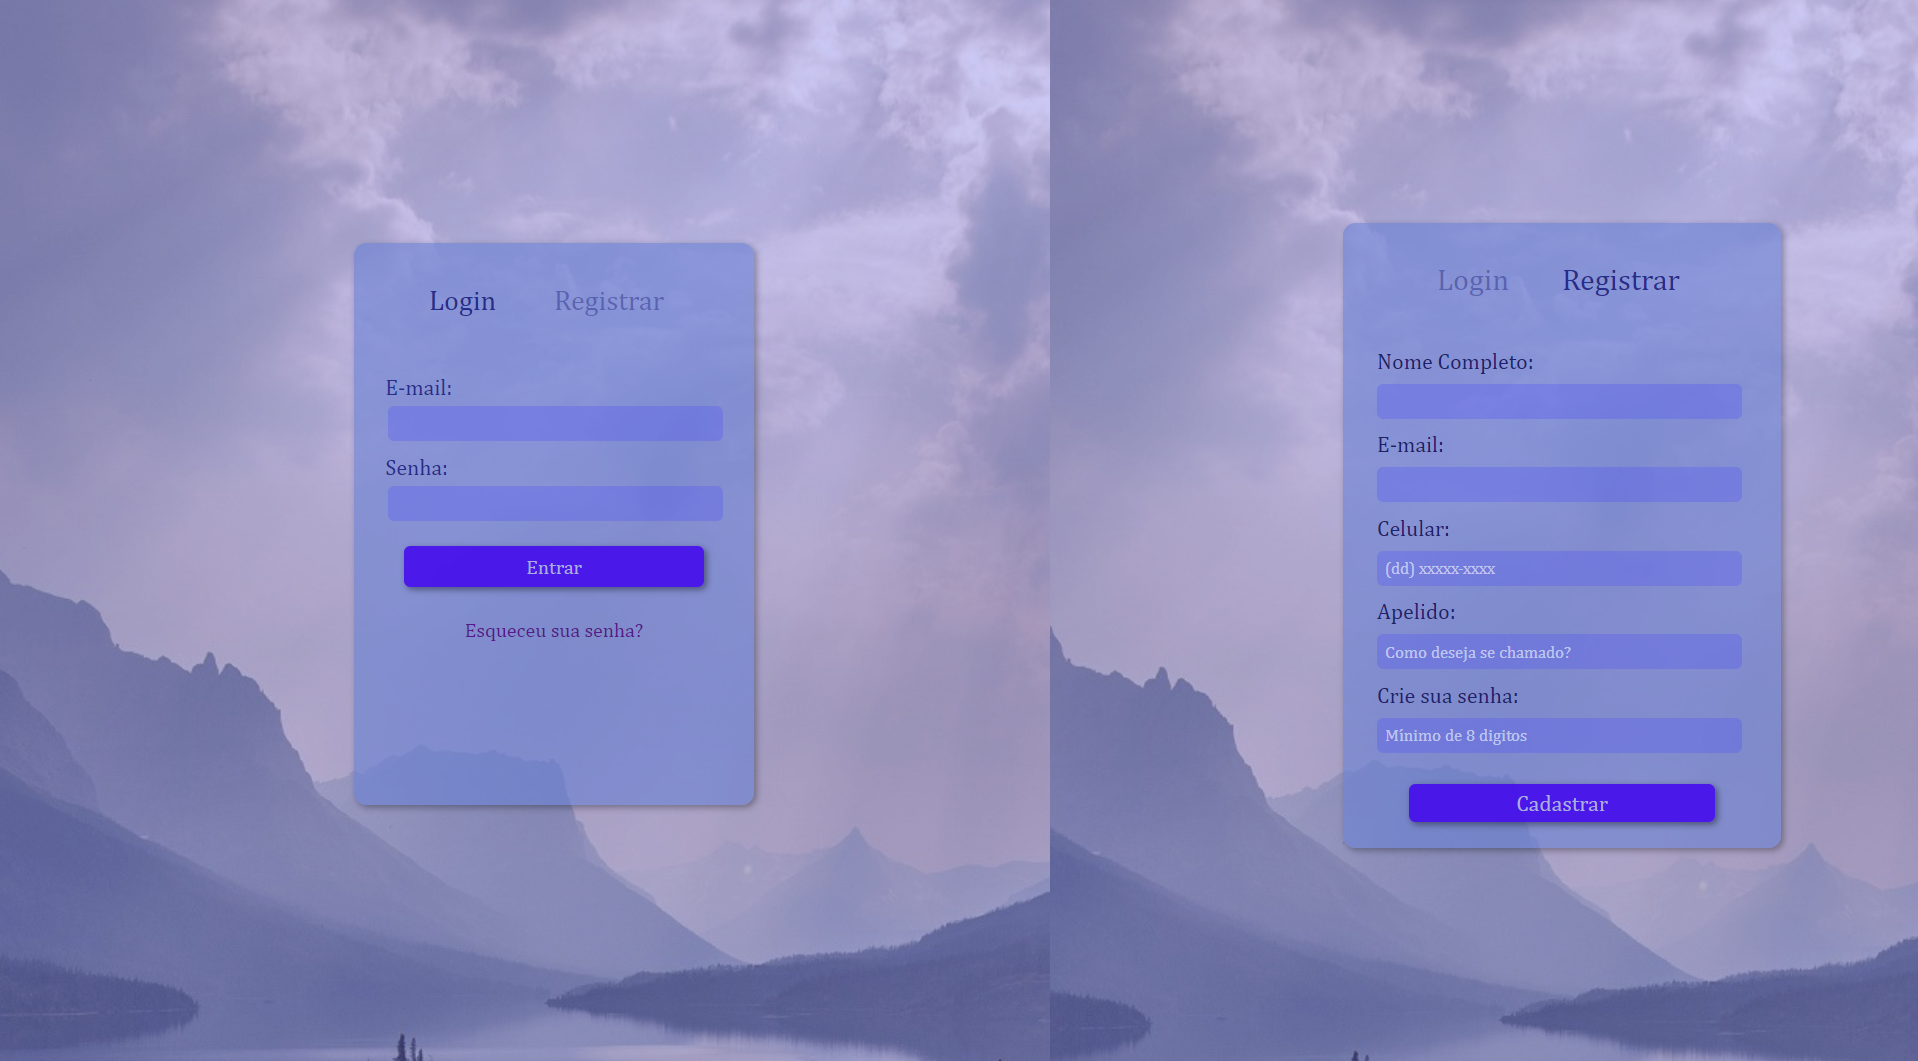 Login Registrar
E-mail:
Senha:
Entrar
Esqueceu sua senha?
Login Registrar
Nome Completo:
E-mail:
Celular:
(dd) xxxxx-xxxx
Apelido:
Como deseja se chamado?
Crie sua senha:
Mínimo de 8 digitos
Cadastrar